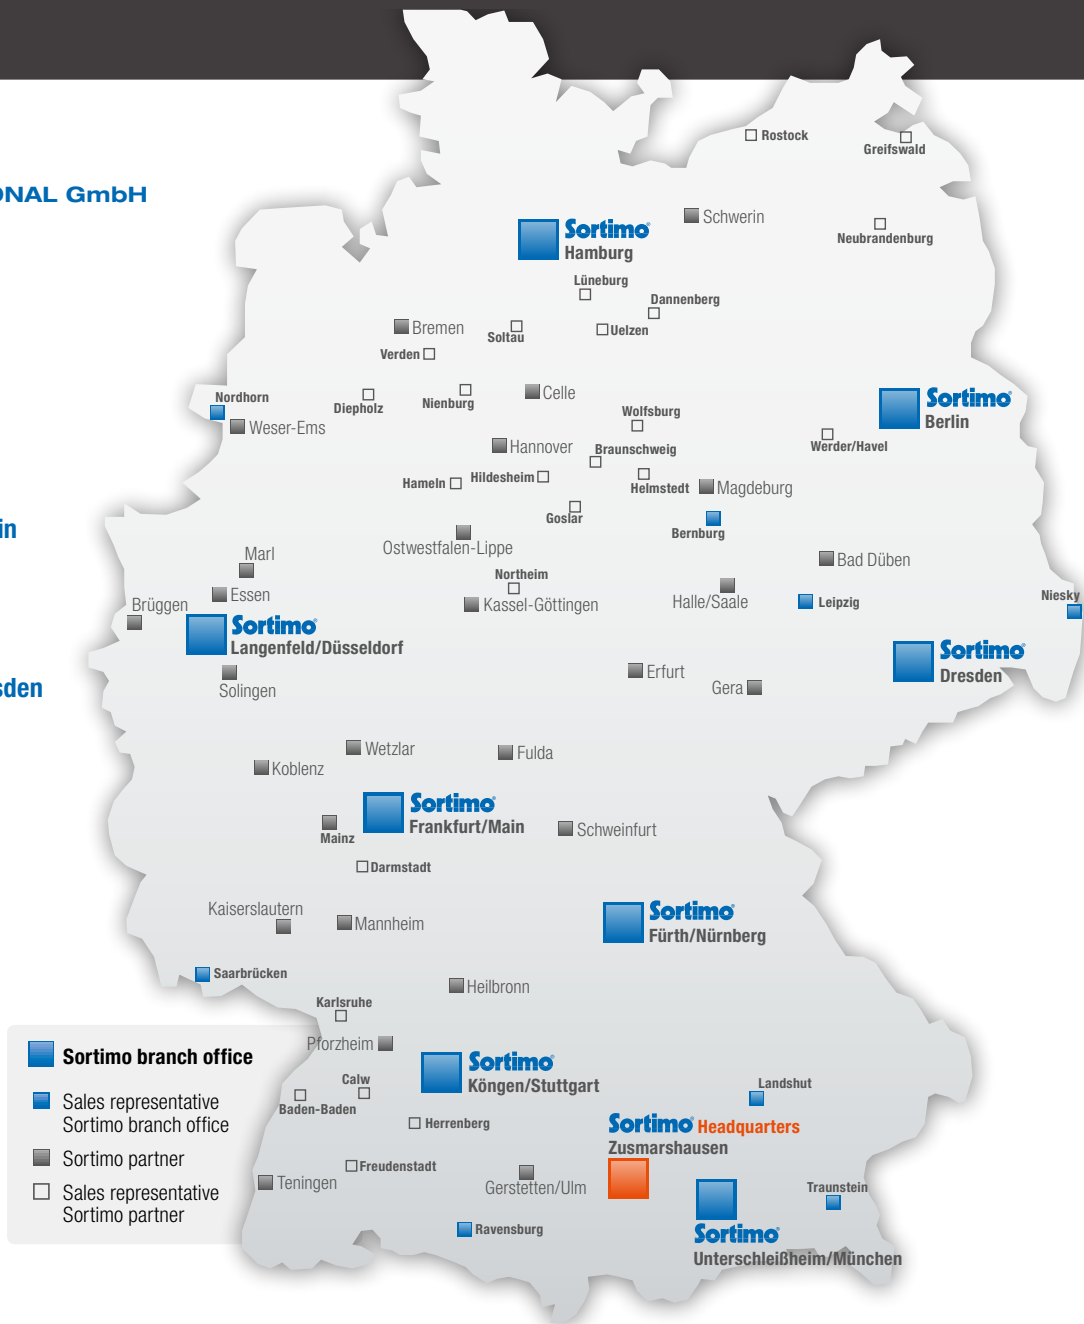 ONAL GmbH
Rostock
Greifswald
Schwerin
Neubrandenburg
Sortimo®
Hamburg
Lüneburg
Dannenberg
Bremen
Soltau
Uelzen
Verden
Nordhorn
Diepholz
Nienburg
Celle
Wolfsburg
Sortimo®
Berlin
Weser-Ems
Hannover
Braunschweig
Werder/Havel
Hameln
Hildesheim
Helmstedt
Magdeburg
Goslar
Bernburg
in
Ostwestfalen-Lippe
Marl
Bad Düben
Northeim
Essen
Brüggen
Kassel-Göttingen
Halle/Saale
Leipzig
Niesky
Sortimo®
Langenfeld/Düsseldorf
Sortimo®
Dresden
Solingen
Erfurt
Gera
sden
Wetzlar
Fulda
Koblenz
Sortimo®
Frankfurt/Main
Mainz
Schweinfurt
Darmstadt
Kaiserslautern
Mannheim
Sortimo®
Fürth/Nürnberg
Saarbrücken
Heilbronn
Karlsruhe
Pforzheim
Sortimo®
Köngen/Stuttgart
Calw
Baden-Baden
Landshut
Herrenberg
Sortimo® Headquarters
Zusmarshausen
Freudenstadt
Teningen
Gerstetten/Ulm
Traunstein
Ravensburg
Sortimo®
Unterschleißheim/München
Sortimo branch office
Sales representative
Sortimo branch office
Sortimo partner
Sales representative
Sortimo partner